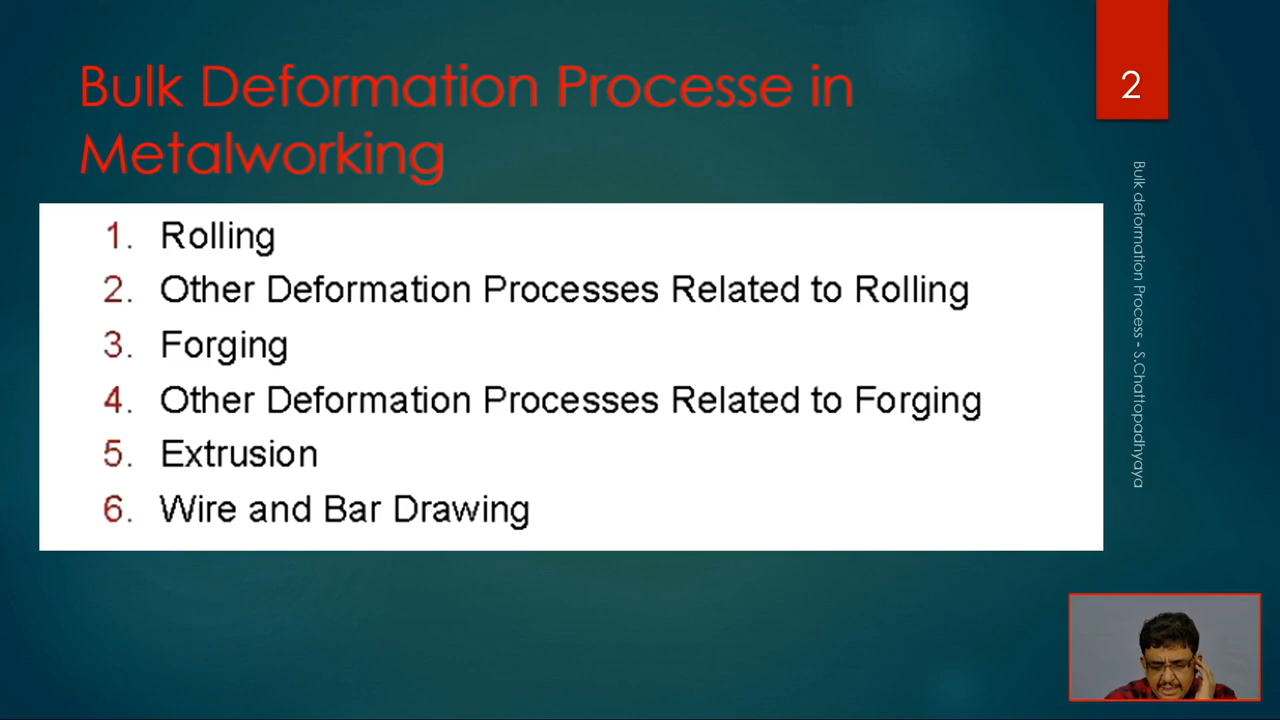 Bulk Deformation Processe in
Metalworking
2
1. Rolling
2. Other Deformation Processes Related to Rolling
3. Forging
4. Other Deformation Processes Related to Forging
5. Extrusion
6. Wire and Bar Drawing
Bulk deformation Process - S.Chattopadhyaya